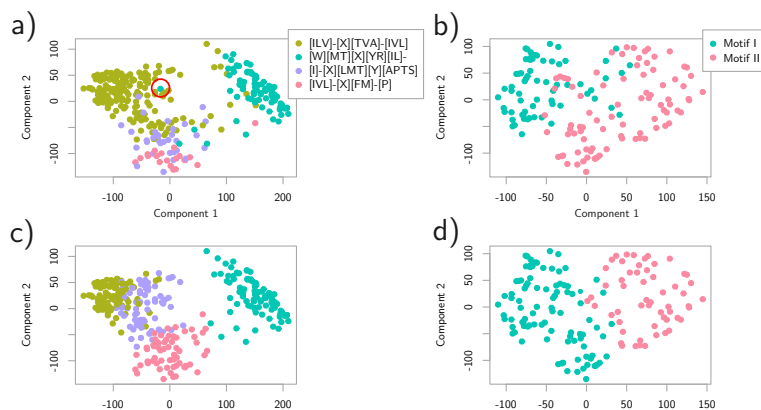 a)
[ILV]-[X][TVA]-[IVL]
[W][MT][X][YR][IL]-
[I]-[X][LMT][Y][APTS]
[IVL]-[X][FM]-[P]
Component 2
100
50
0
-100
-100
0
100
200
Component 1
b)
Motif I
Motif II
Component 2
100
50
0
-100
-100
-50
0
50
100
150
Component 1
c)
Component 2
100
50
0
-100
-100
0
100
200
d)
Component 2
100
50
0
-100
-100
-50
0
50
100
150